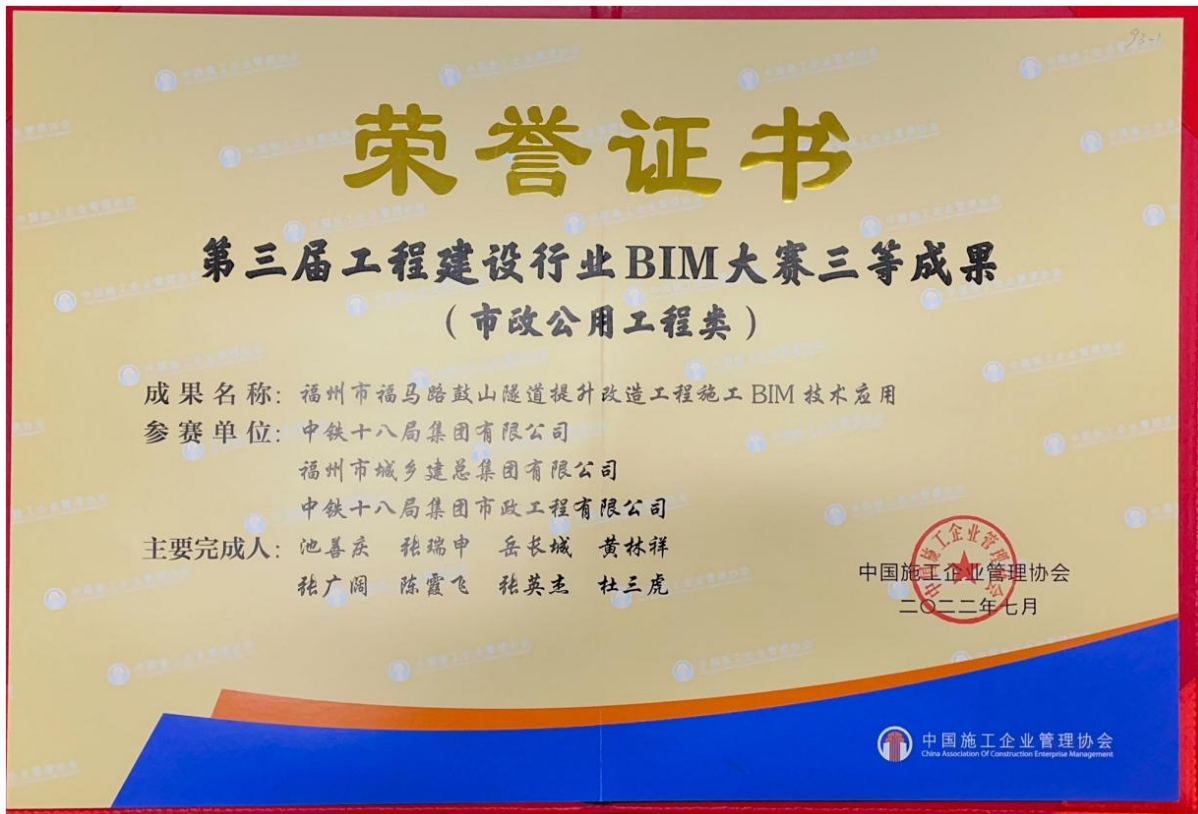 93-1
荣誉证书
第三届工程建设行业BIM大赛三等成果
（市政公用工程类）
成果名称：福州市福马路鼓山隧道提升改造工程施工BIM技术应用
参赛单位：中铁十八局集团有限公司
福州市城乡建总集团有限公司
中铁十八局集团市政工程有限公司
主要完成人：池善庆 张瑞申 岳长城 黄林祥
张广阔 陈霞飞 张英杰 杜三虎
中国施工企业管理协会
二〇二二年七月
中国施工企业管理协会
China Association Of Construction Enterprise Management